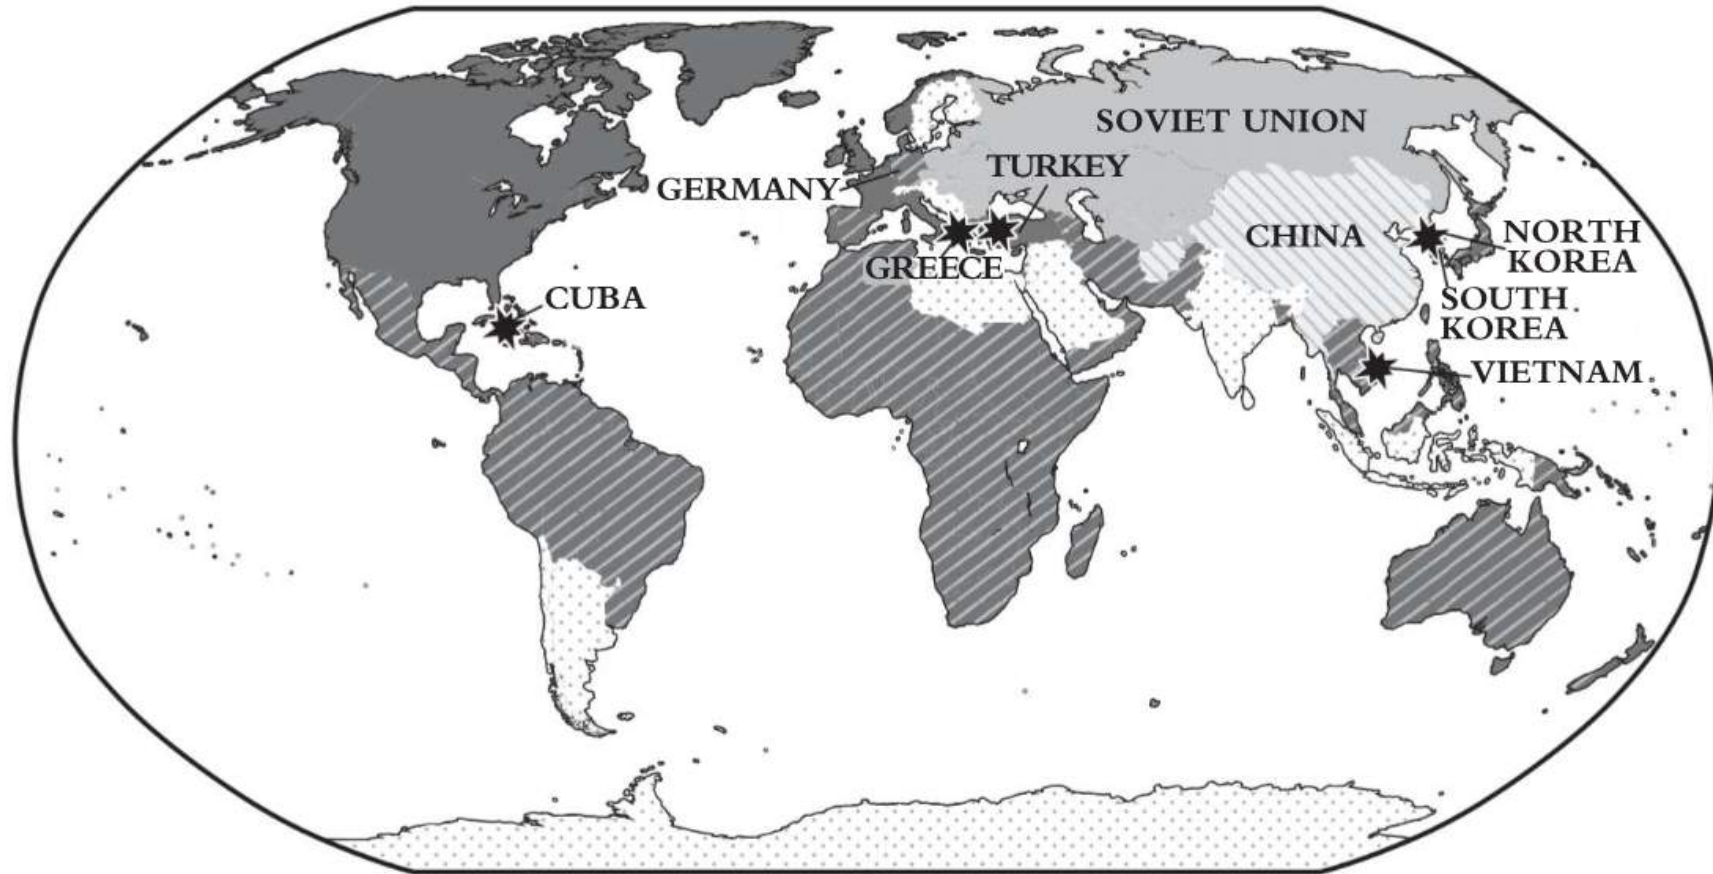 SOVIET UNION
TURKEY
GERMANY
CHINA
NORTH
KOREA
GREECE
CUBA
SOUTH
KOREA
VIETNAM